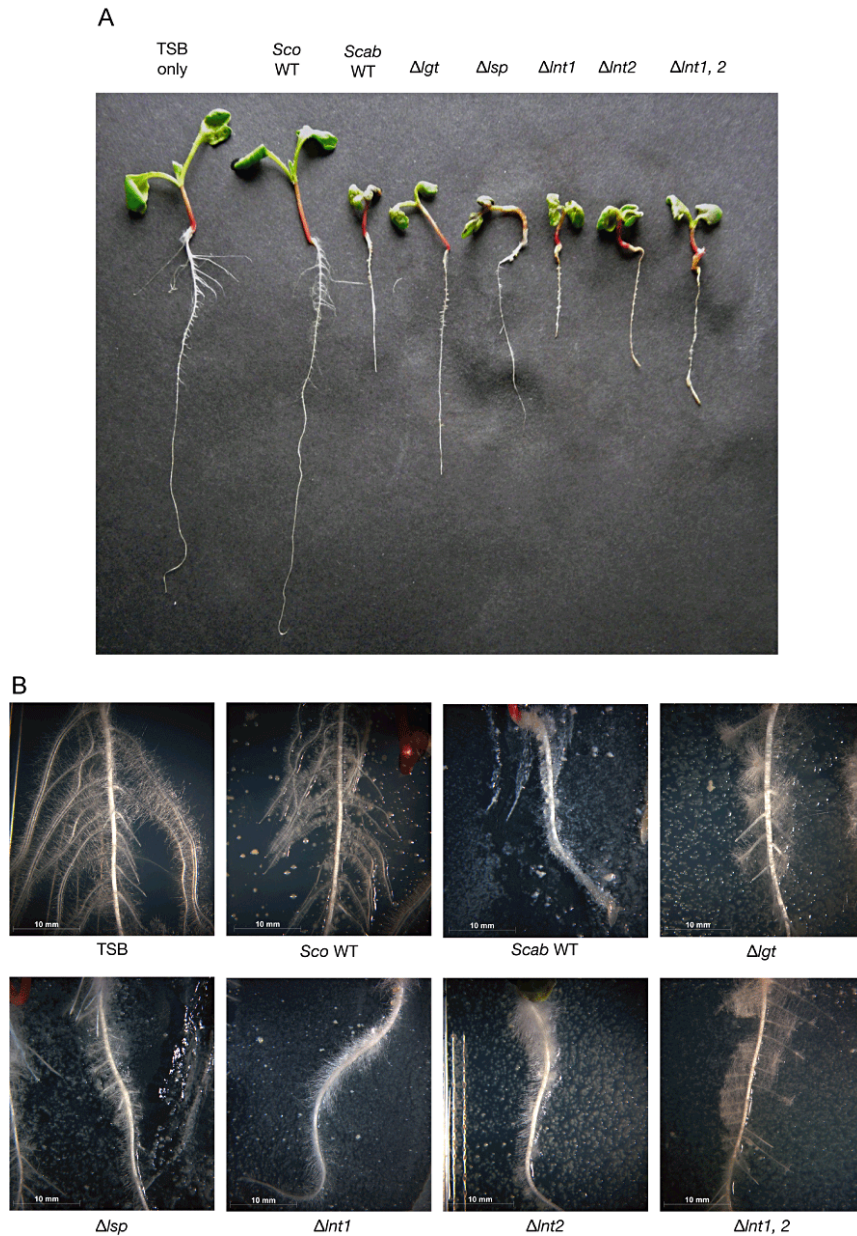 A
TSB only
Sco WT
Scab WT
Δlgt
Δlsp
Δlnt1
Δlnt2
Δlnt1, 2
B
10 mm
10 mm
10 mm
10 mm
TSB
Sco WT
Scab WT
Δlgt
10 mm
10 mm
10 mm
10 mm
Δlsp
Δlnt1
Δlnt2
Δlnt1, 2